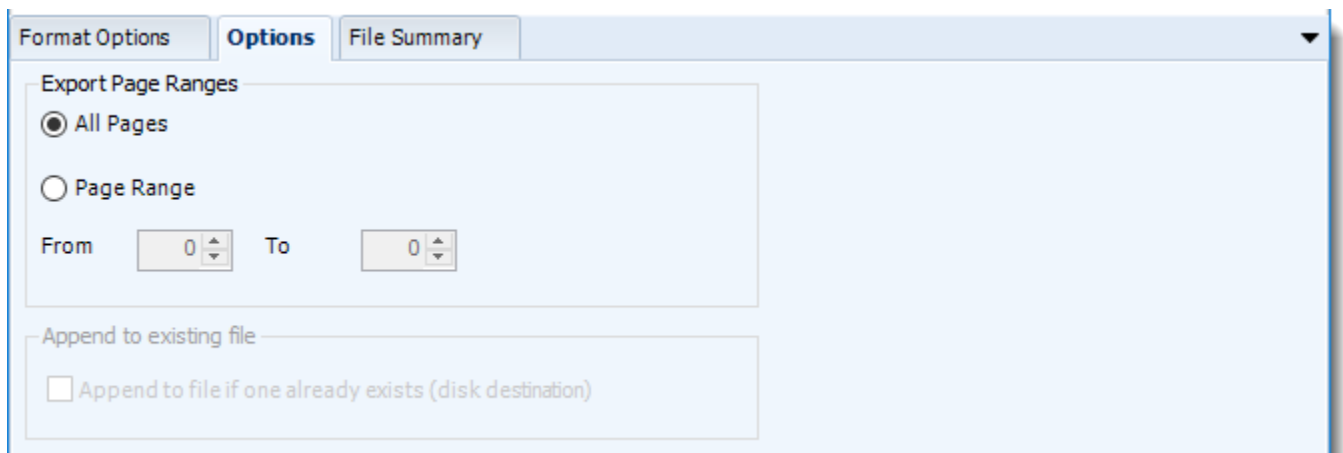 Format Options Options File Summary
Export Page Ranges
All Pages
Page Range
From 0 To 0
Append to existing file
Append to file if one already exists (disk destination)